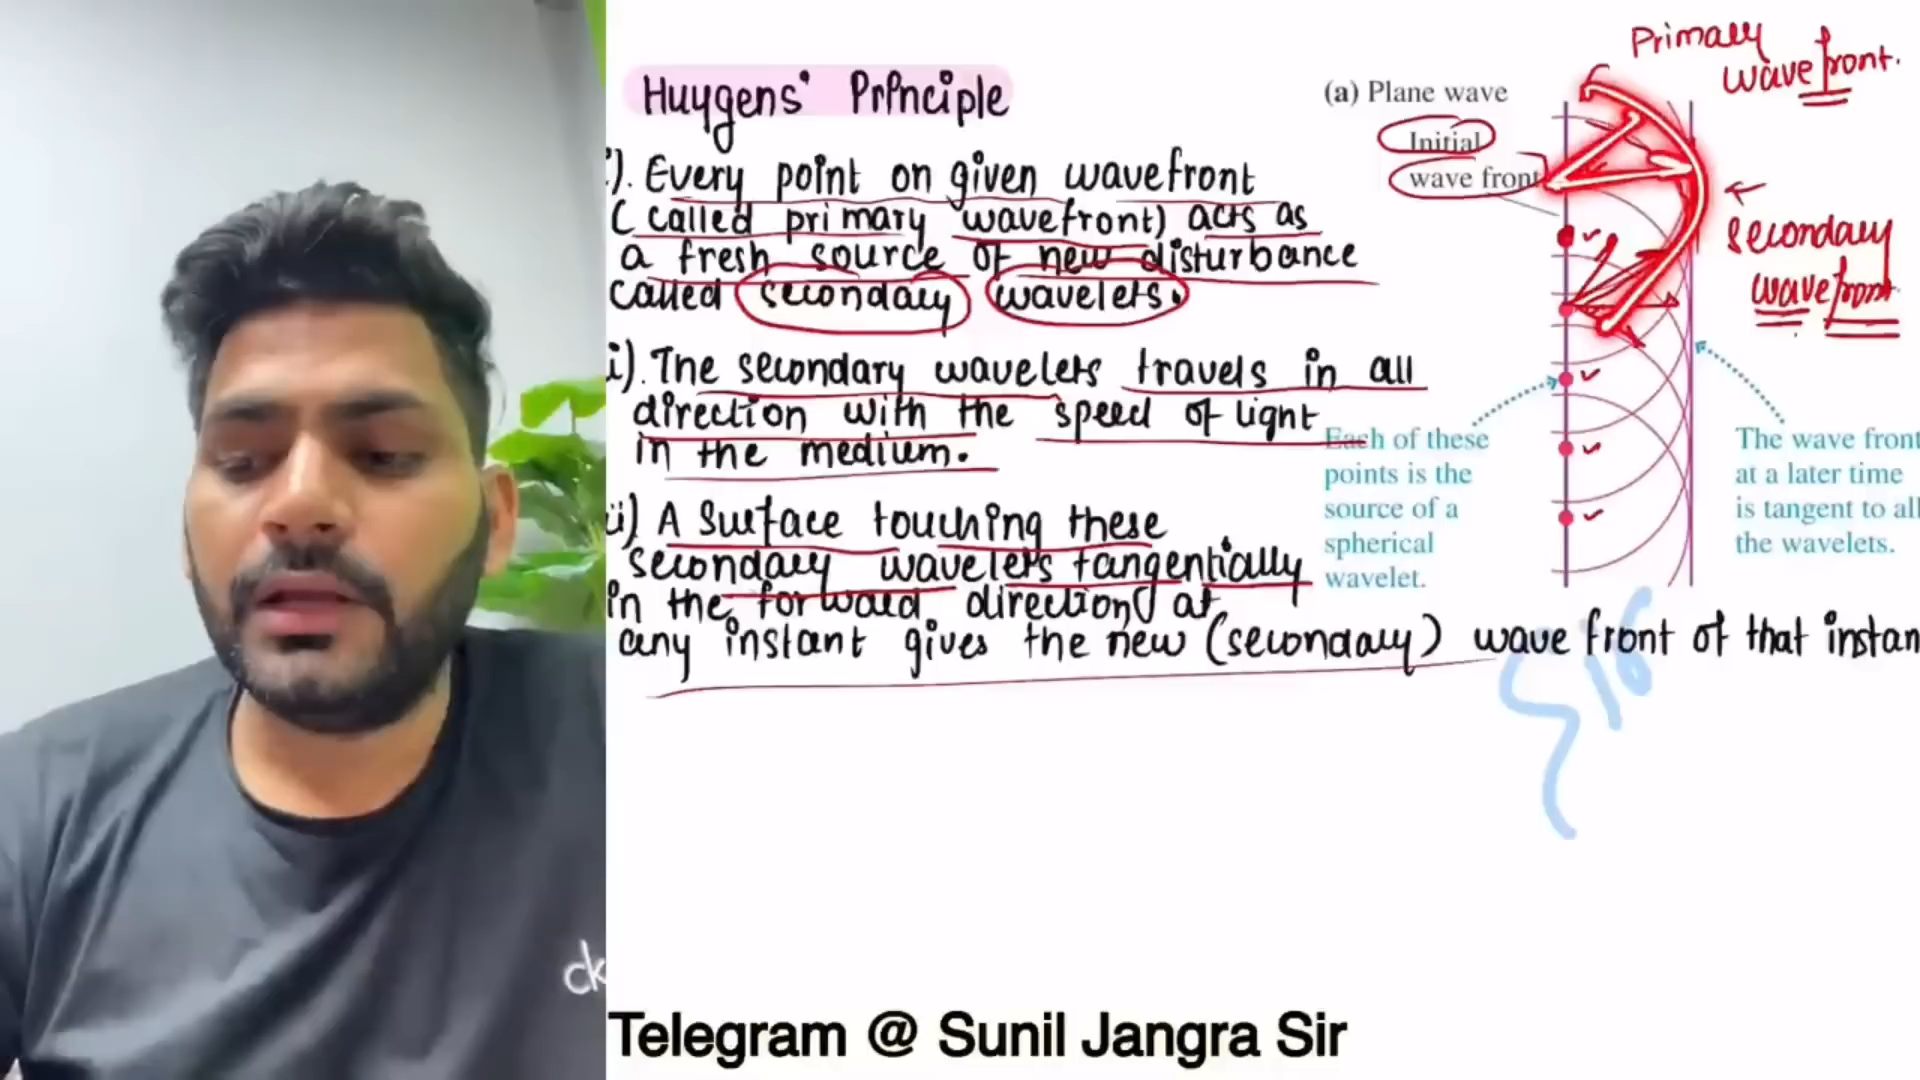 Huygens' Principle
i). Every point on given wavefront
( called primary wavefront) acts as
a fresh source of new disturbance
called secondary wavelets.
i). The secondary wavelets travels in all
direction with the speed of light
in the medium.
ii) A Surface touching these
secondary wavelets tangentially
in the forward direction at
any instant gives the new (secondary) wave front of that instan
(a) Plane wave
Initial
wave front
Primary
wavefront.
secondary
wavefront
Each of these
points is the
source of a
spherical
wavelet.
The wave front
at a later time
is tangent to all
the wavelets.
ck
Telegram @ Sunil Jangra Sir